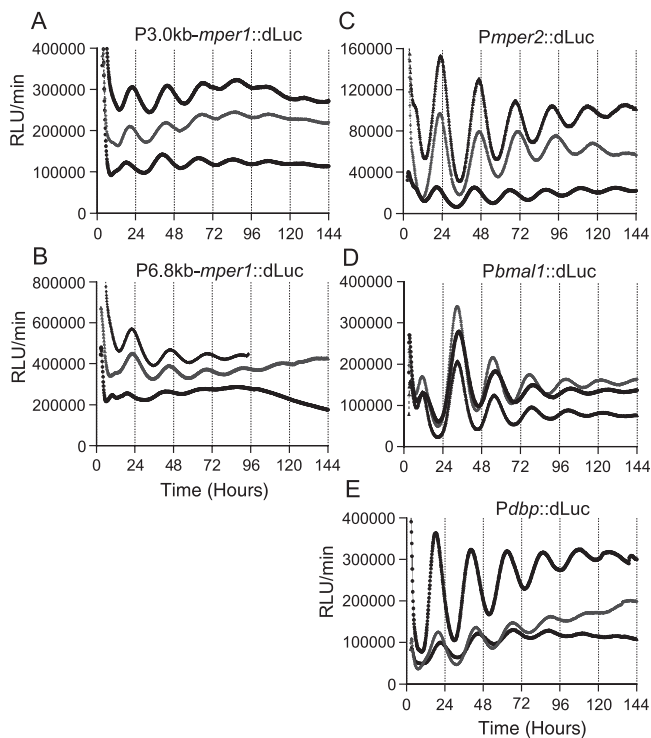 A
P3.0kb-mper1::dLuc
400000
300000
200000
100000
0
RLU/min
0 24 48 72 96 120 144
B
P6.8kb-mper1::dLuc
800000
600000
400000
200000
0
RLU/min
0 24 48 72 96 120 144
Time (Hours)
C
Pmper2::dLuc
160000
120000
80000
40000
0
0 24 48 72 96 120 144
D
Pbmal1::dLuc
400000
300000
200000
100000
0
0 24 48 72 96 120 144
E
Pdbp::dLuc
400000
300000
200000
100000
0
RLU/min
0 24 48 72 96 120 144
Time (Hours)